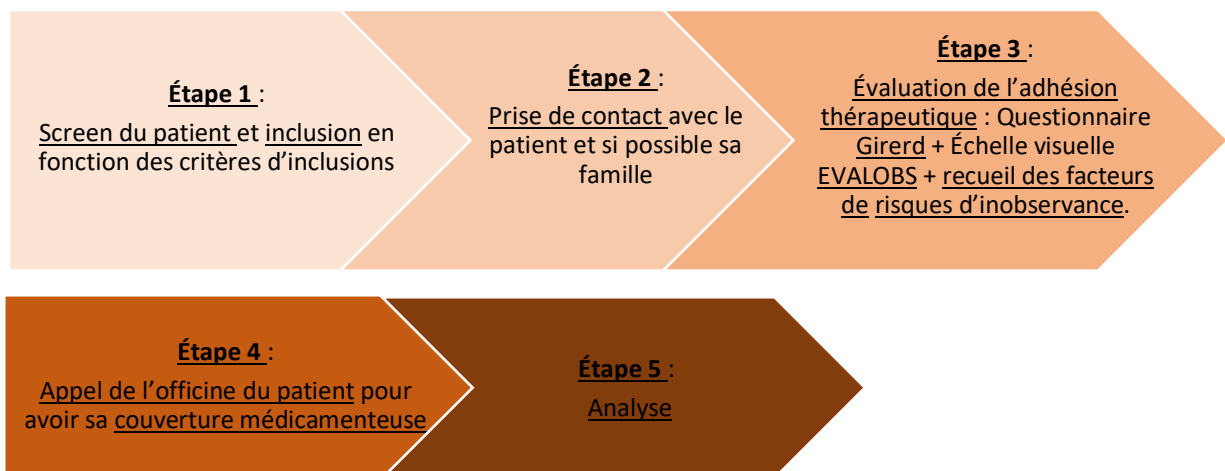 Étape 1 :
Screen du patient et inclusion en
fonction des critères d’inclusions
Étape 2 :
Prise de contact avec le
patient et si possible sa
famille
Étape 3 :
Évaluation de l’adhésion
thérapeutique : Questionnaire
Girerd + Échelle visuelle
EVALOBS + recueil des facteurs
de risques d’inobservance.
Étape 4 :
Appel de l’officine du patient pour
avoir sa couverture médicamenteuse
Étape 5 :
Analyse